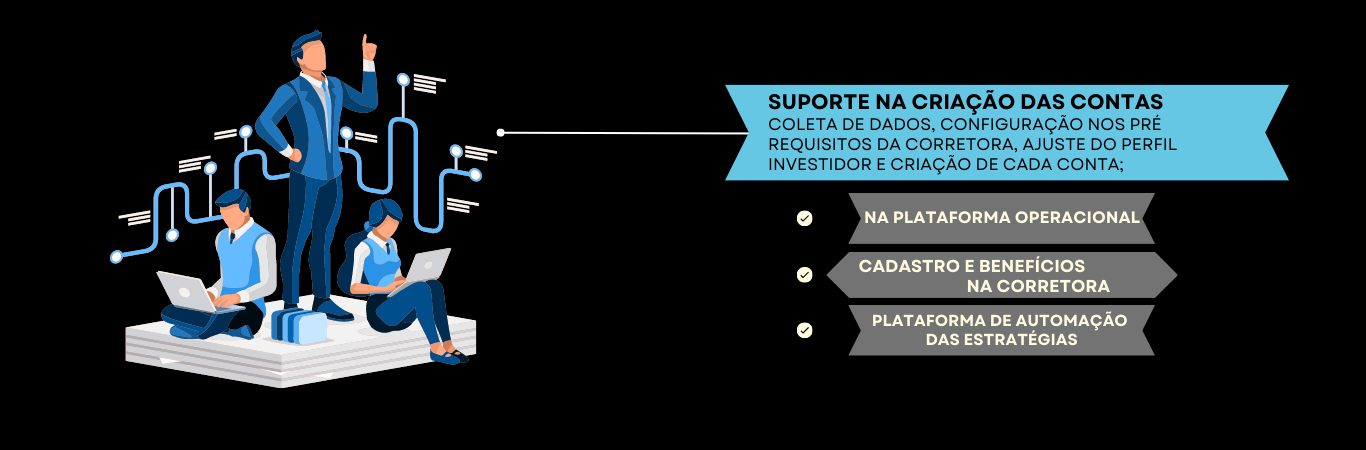 SUPORTE NA CRIAÇÃO DAS CONTAS
COLETA DE DADOS, CONFIGURAÇÃO NOS PRÉ
REQUISITOS DA CORRETORA, AJUSTE DO PERFIL
INVESTIDOR E CRIAÇÃO DE CADA CONTA;
NA PLATAFORMA OPERACIONAL
CADASTRO E BENEFÍCIOS
NA CORRETORA
PLATAFORMA DE AUTOMAÇÃO
DAS ESTRATÉGIAS